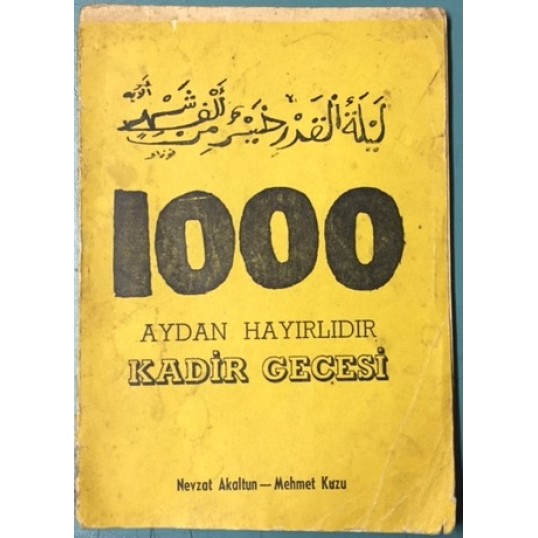 لَيْلَةُ الْقَدْرِ خَيْرٌ مِنْ أَلْفِ شَهْرٍ
1000
AYDAN HAYIRLIDIR
KADİR GECESİ
Nevzat Akaltun — Mehmet Kuzu